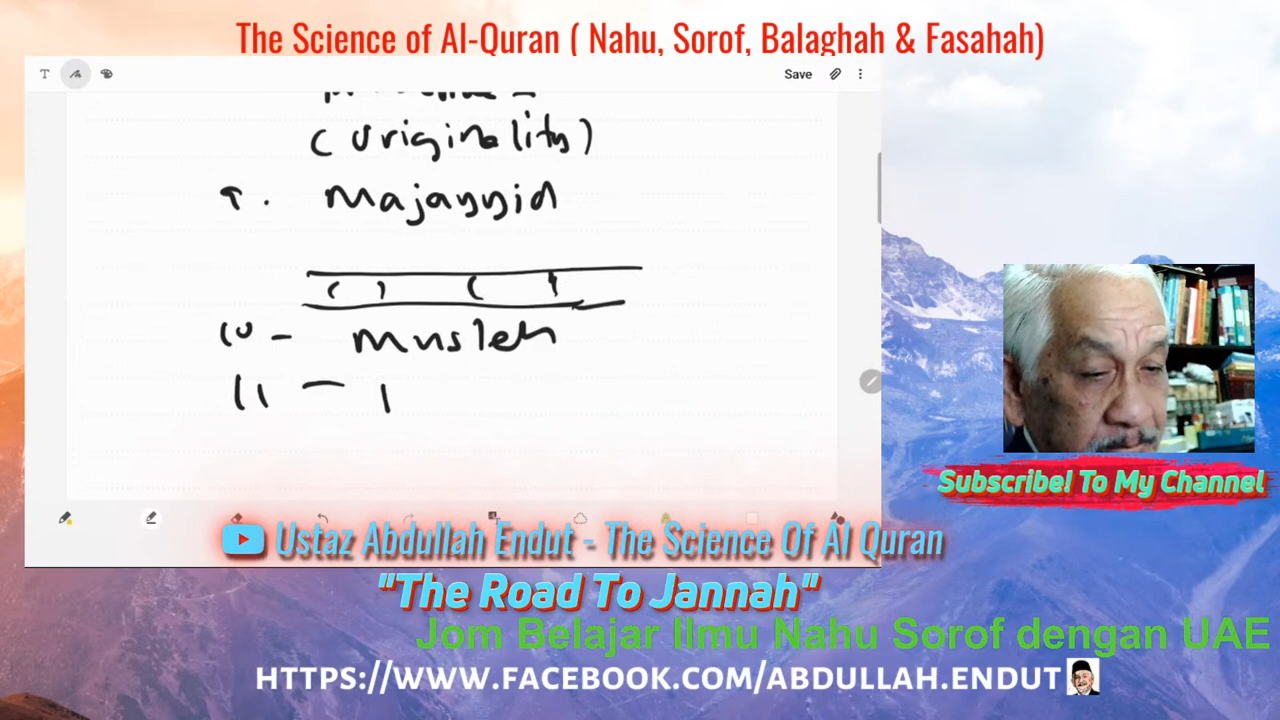 The Science of Al-Quran ( Nahu, Sorof, Balaghah & Fasahah)
T
Save
(Originality)
9. Majayyid
( ) ( )
10 - musleh
11 -
Subscribe! To My Channel
Ustaz Abdullah Endut - The Science Of Al Quran
"The Road To Jannah"
Jom Belajar Ilmu Nahu Sorof dengan UAE
HTTPS://WWW.FACEBOOK.COM/ABDULLAH.ENDUT